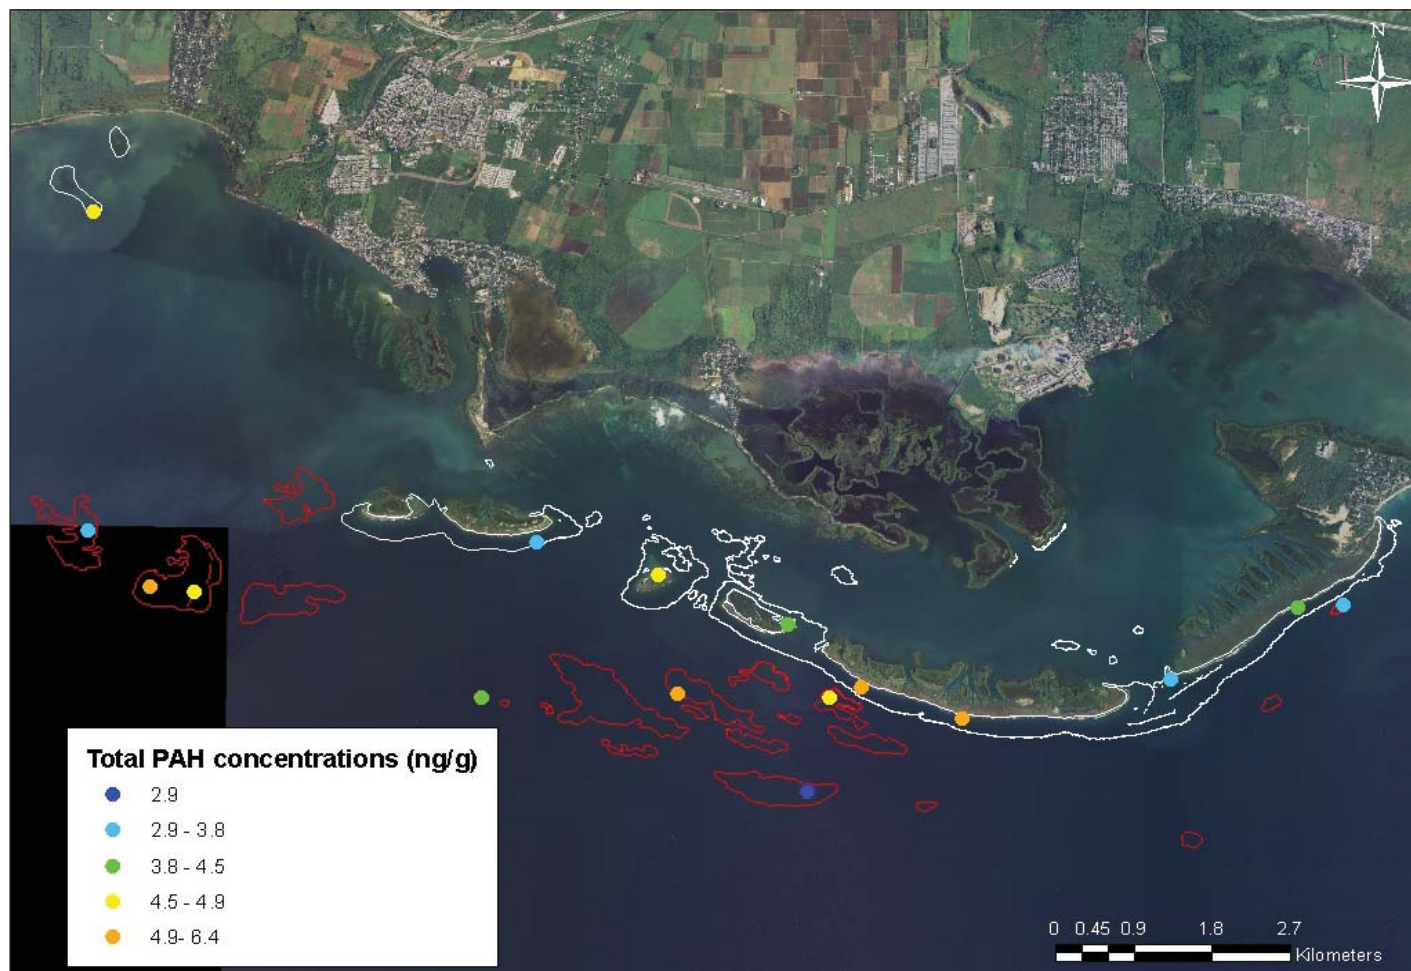 N
Total PAH concentrations (ng/g)
2.9
2.9 - 3.8
3.8 - 4.5
4.5 - 4.9
4.9- 6.4
0 0.45 0.9 1.8 2.7
Kilometers